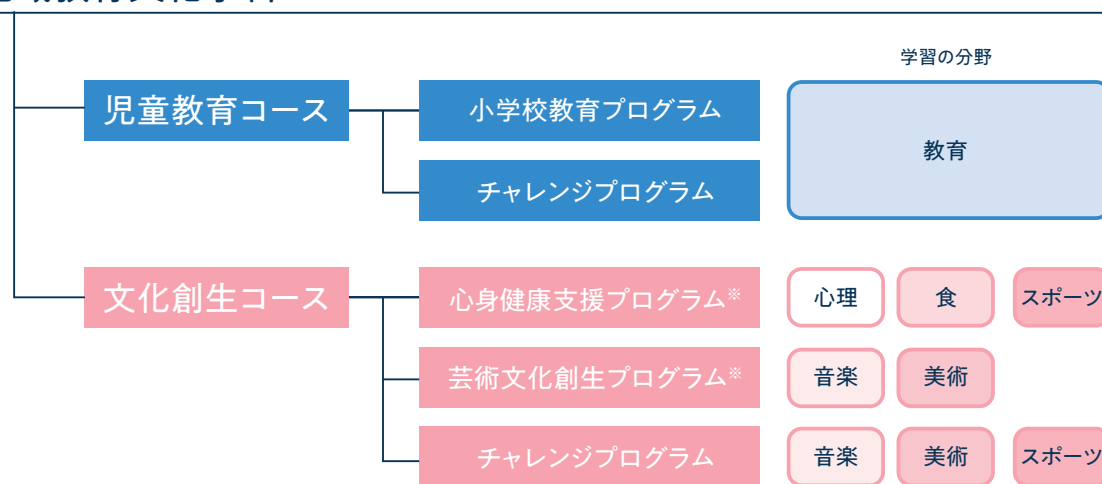 学習の分野
児童教育コース
小学校教育プログラム
教育
チャレンジプログラム
文化創生コース
心身健康支援プログラム※
心理
食
スポーツ
芸術文化創生プログラム※
音楽
美術
チャレンジプログラム
音楽
美術
スポーツ